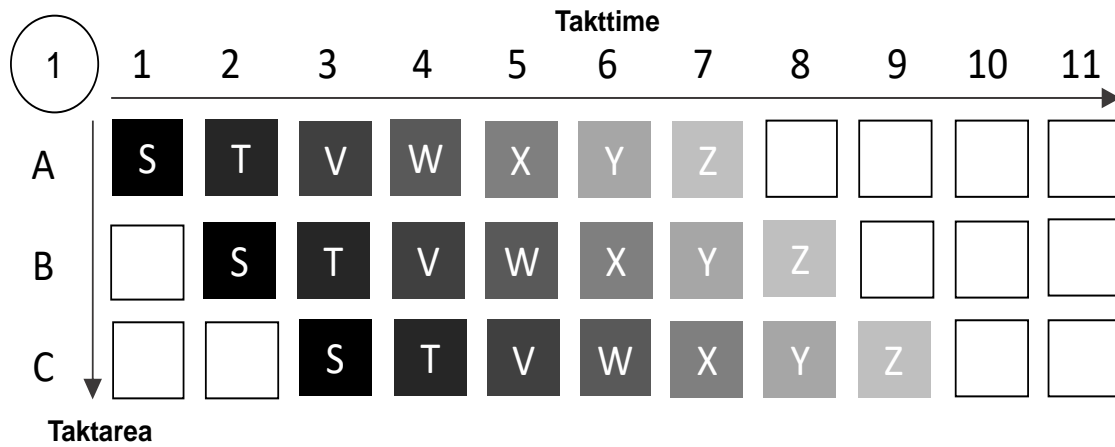 Takttime
1 1 2 3 4 5 6 7 8 9 10 11
A S T V W X Y Z
B S T V W X Y Z
C S T V W X Y Z
Taktarea